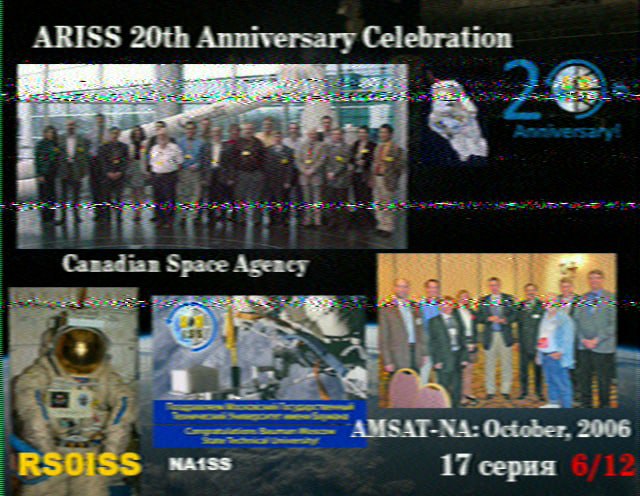 ARISS 20th Anniversary Celebration
20
Anniversary!
Canadian Space Agency
Congratulations Bauman Moscow
State Technical University!
AMSAT-NA: October, 2006
RS0ISS
NA1SS
17 серия 6/12